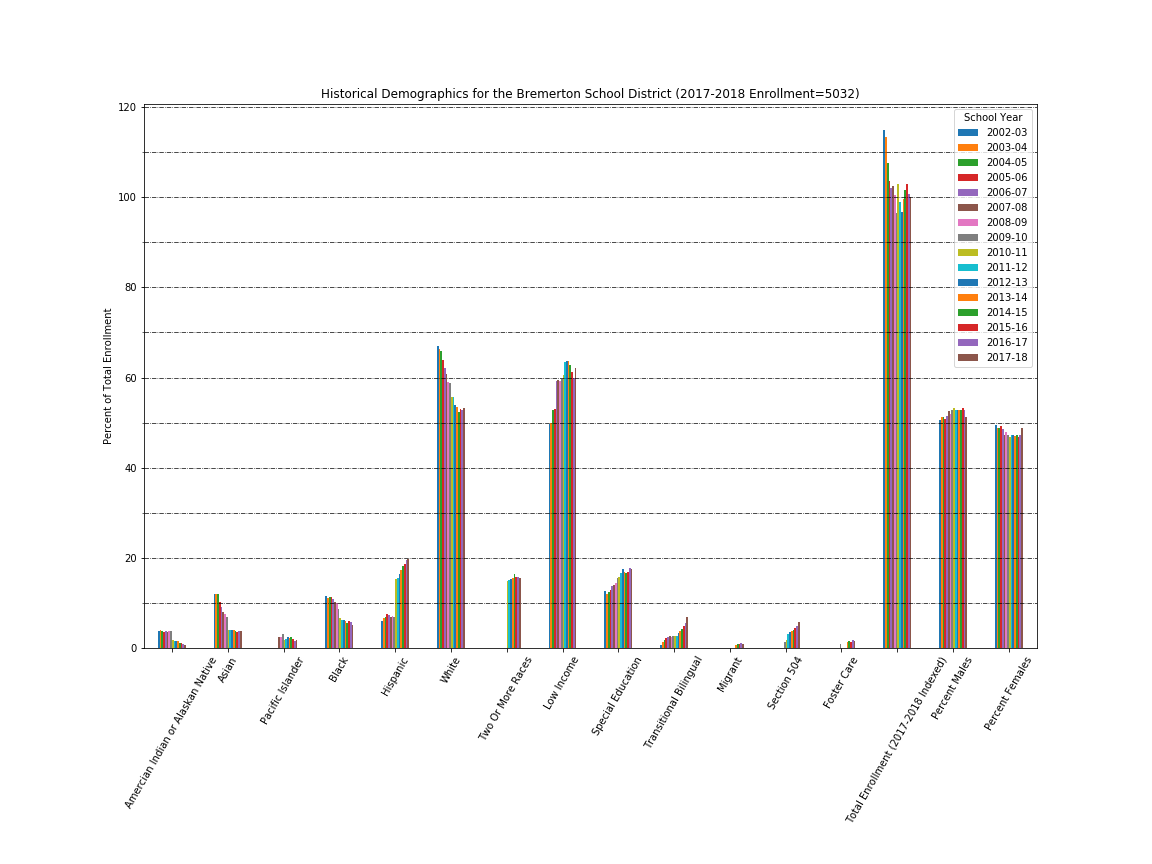 Historical Demographics for the Bremerton School District (2017-2018 Enrollment=5032)
Percent of Total Enrollment
120
100
80
60
40
20
0
School Year
2002-03
2003-04
2004-05
2005-06
2006-07
2007-08
2008-09
2009-10
2010-11
2011-12
2012-13
2013-14
2014-15
2015-16
2016-17
2017-18
Amercian Indian or Alaskan Native
Asian
Pacific Islander
Black
Hispanic
White
Two Or More Races
Low Income
Special Education
Transitional Bilingual
Migrant
Section 504
Foster Care
Total Enrollment (2017-2018 Indexed)
Percent Males
Percent Females